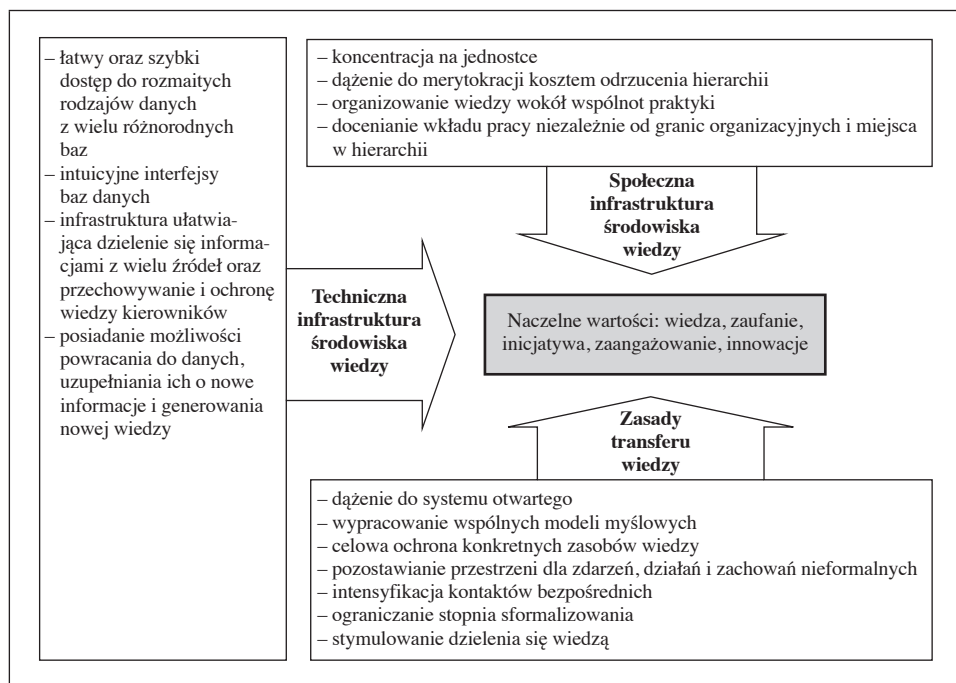 – łatwy oraz szybki
dostęp do rozmaitych
rodzajów danych
z wielu różnorodnych
baz
– intuicyjne interfejsy
baz danych
– infrastruktura ułatwia-
jąca dzielenie się informa-
cjami z wielu źródeł oraz
przechowywanie i ochronę
wiedzy kierowników
– posiadanie możliwości
powracania do danych,
uzupełniania ich o nowe
informacje i generowania
nowej wiedzy
– koncentracja na jednostce
– dążenie do merytokracji kosztem odrzucenia hierarchii
– organizowanie wiedzy wokół wspólnot praktyki
– docenianie wkładu pracy niezależnie od granic organizacyjnych i miejsca
w hierarchii
Społeczna
infrastruktura
środowiska
wiedzy
Techniczna
infrastruktura
środowiska
wiedzy
Naczelne wartości: wiedza, zaufanie,
inicjatywa, zaangażowanie, innowacje
Zasady
transferu
wiedzy
– dążenie do systemu otwartego
– wypracowanie wspólnych modeli myślowych
– celowa ochrona konkretnych zasobów wiedzy
– pozostawianie przestrzeni dla zdarzeń, działań i zachowań nieformalnych
– intensyfikacja kontaktów bezpośrednich
– ograniczanie stopnia sformalizowania
– stymulowanie dzielenia się wiedzą